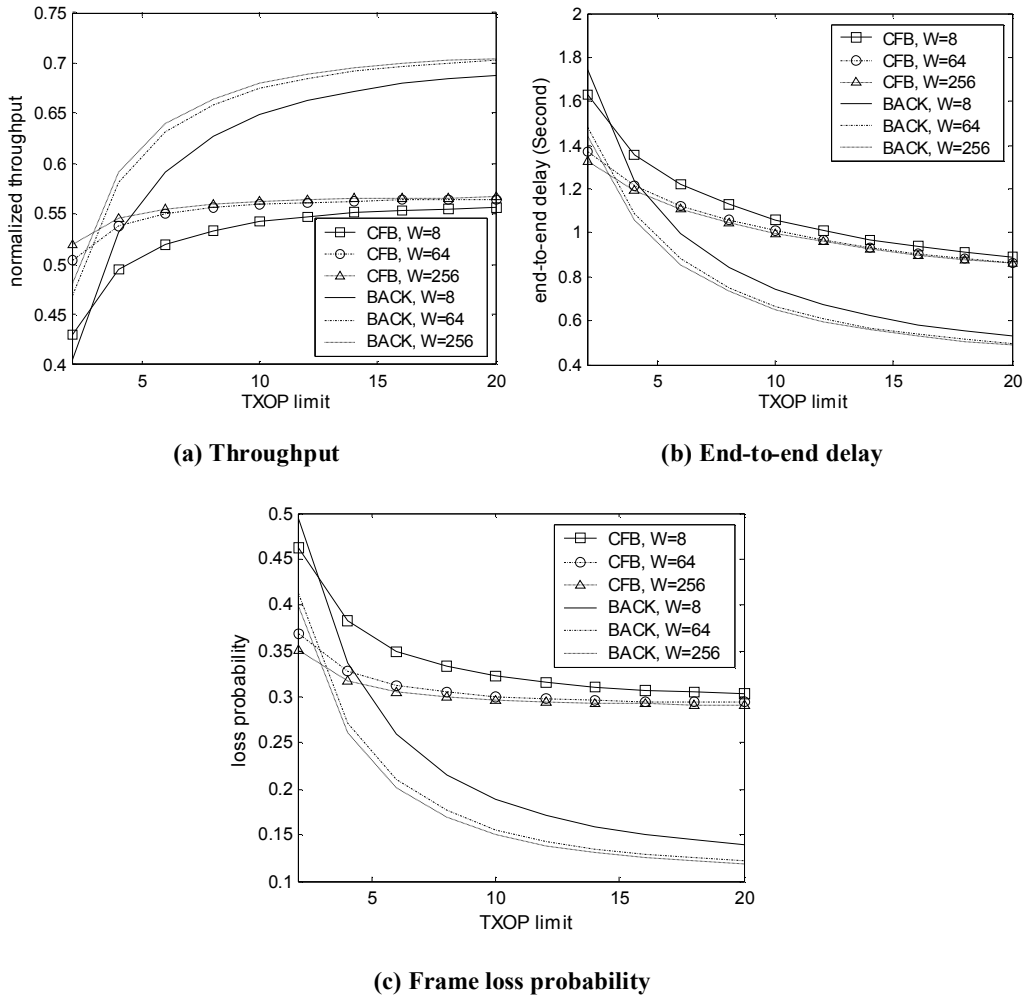 0.75
0.7
0.65
0.6
0.55
0.5
0.45
0.4
normalized throughput
CFB, W=8
CFB, W=64
CFB, W=256
BACK, W=8
BACK, W=64
BACK, W=256
5 10 15 20
TXOP limit
(a) Throughput
2
1.8
1.6
1.4
1.2
1
0.8
0.6
0.4
end-to-end delay (Second)
CFB, W=8
CFB, W=64
CFB, W=256
BACK, W=8
BACK, W=64
BACK, W=256
5 10 15 20
TXOP limit
(b) End-to-end delay
0.5
0.45
0.4
0.35
0.3
0.25
0.2
0.15
0.1
loss probability
CFB, W=8
CFB, W=64
CFB, W=256
BACK, W=8
BACK, W=64
BACK, W=256
5 10 15 20
TXOP limit
(c) Frame loss probability